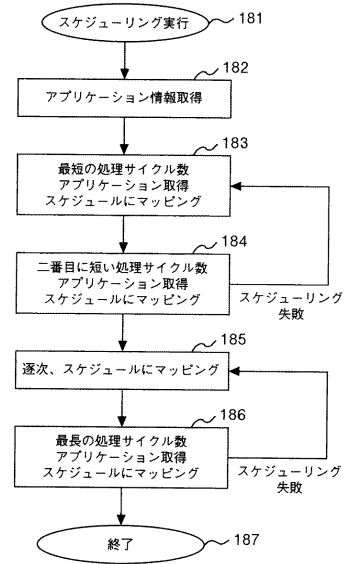 スケジューリング実行
181
182
アプリケーション情報取得
183
最短の処理サイクル数
アプリケーション取得
スケジュールにマッピング
184
二番目に短い処理サイクル数
アプリケーション取得
スケジュールにマッピング
スケジューリング
失敗
185
逐次、スケジュールにマッピング
186
最長の処理サイクル数
アプリケーション取得
スケジュールにマッピング
スケジューリング
失敗
終了
187